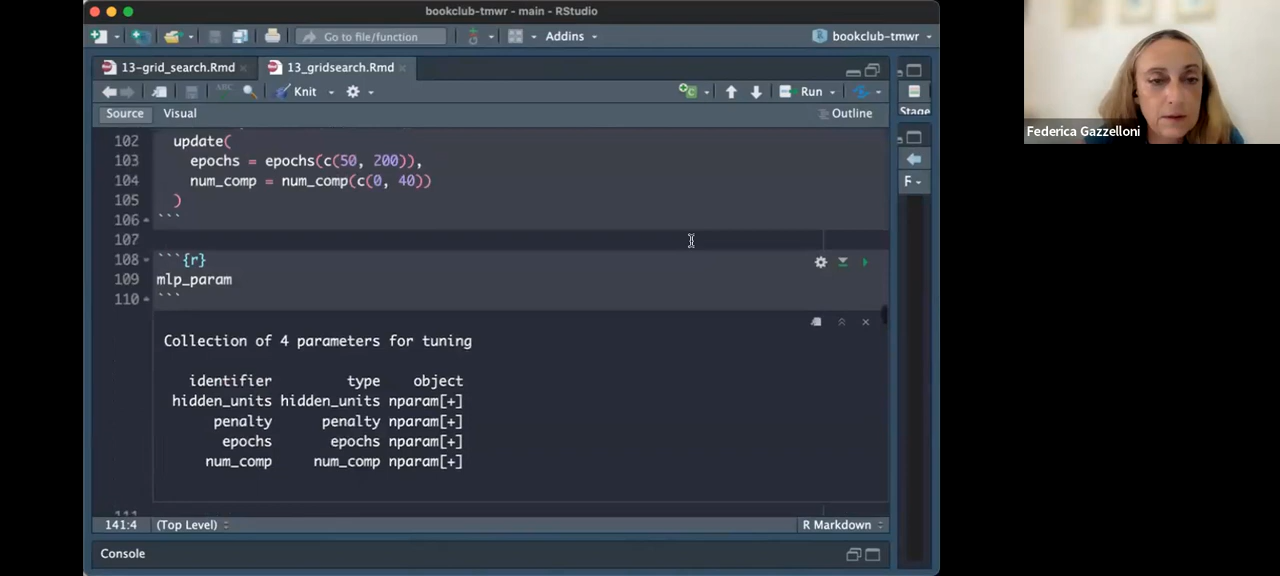 bookclub-tmwr - main - RStudio
Go to file/function
Addins
bookclub-tmwr
13-grid_search.Rmd
13_gridsearch.Rmd
ABC
Knit
Run
Stage
Source
Visual
Outline
102 update(
103 epochs = epochs(c(50, 200)),
104 num_comp = num_comp(c(0, 40))
105 )
106 ```
107
108 ```{r}
109 mlp_param
110 ```
Collection of 4 parameters for tuning
identifier type object
hidden_units hidden_units nparam[+]
penalty penalty nparam[+]
epochs epochs nparam[+]
num_comp num_comp nparam[+]
141:4
(Top Level)
R Markdown
Console
F
Federica Gazzelloni